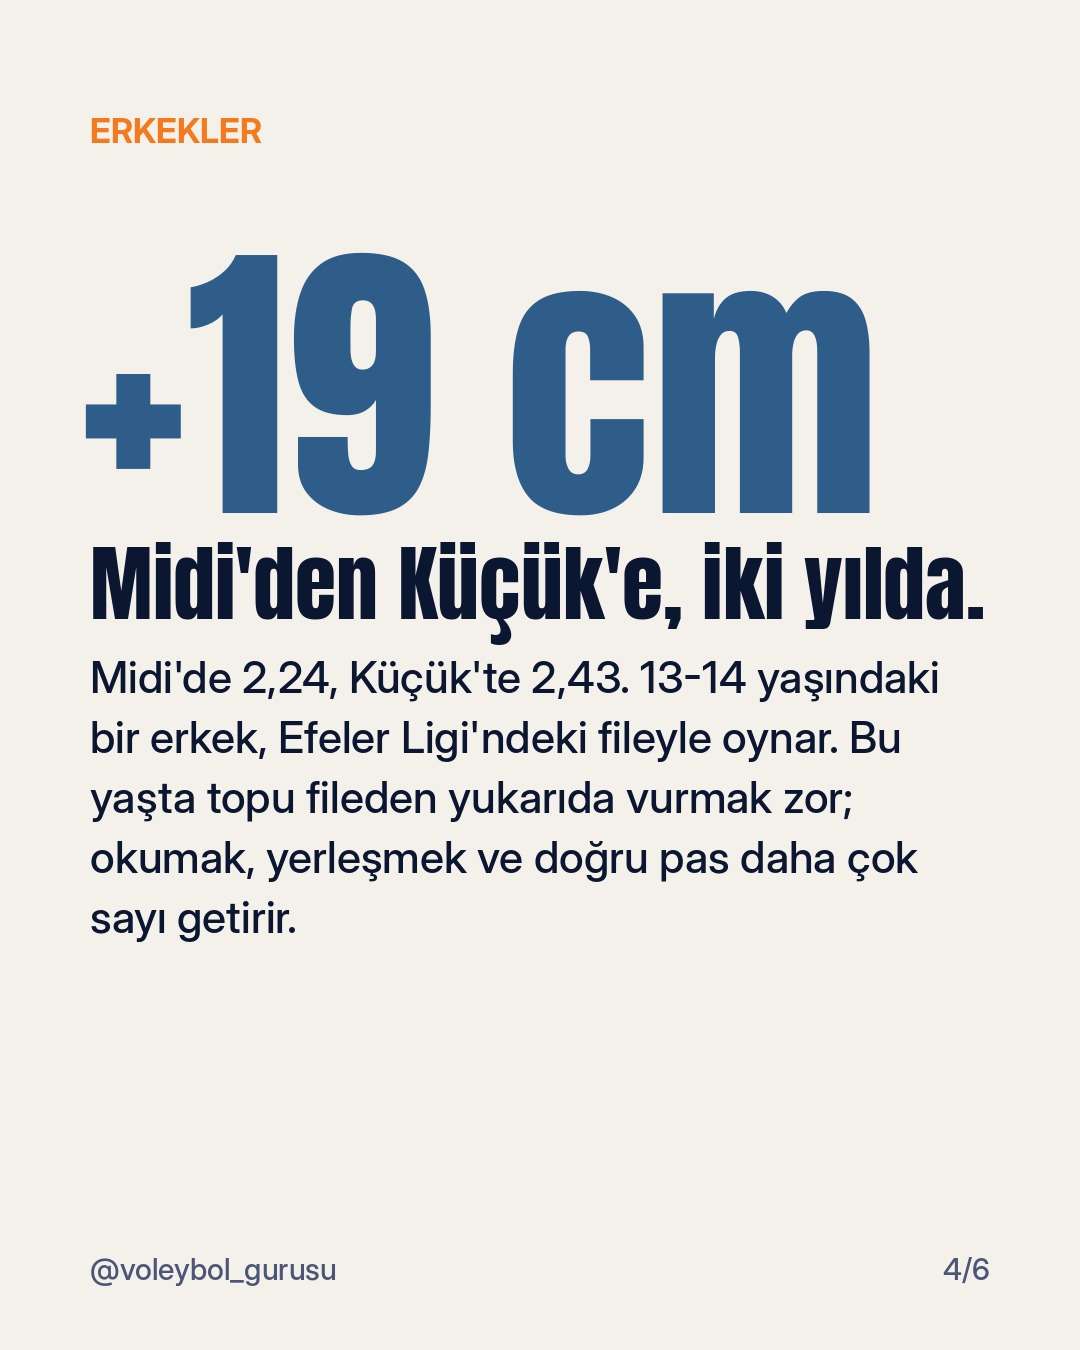 ERKEKLER
+19 cm
Midi'den Küçük'e, iki yılda.
Midi'de 2,24, Küçük'te 2,43. 13-14 yaşındaki
bir erkek, Efeler Ligi'ndeki fileyle oynar. Bu
yaşta topu fileden yukarıda vurmak zor;
okumak, yerleşmek ve doğru pas daha çok
sayı getirir.
@voleybol_gurusu
4/6